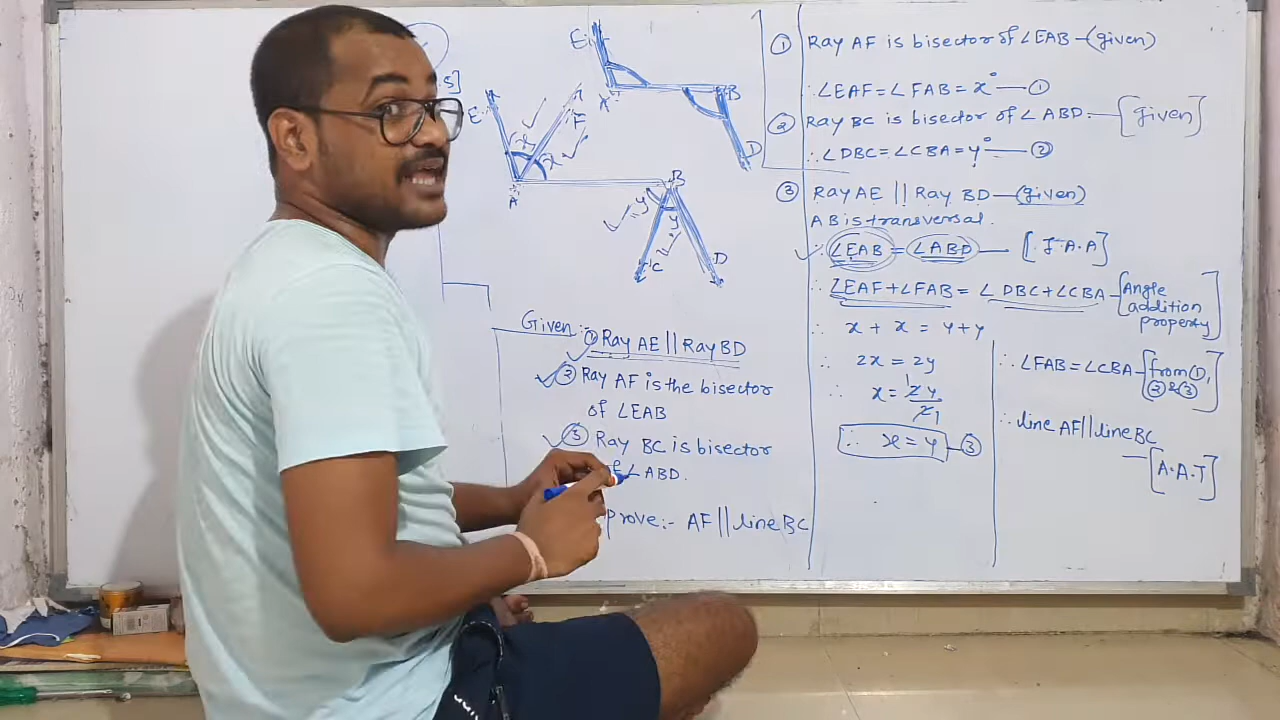 S]
E
A
B
D
E
F
x
x
A
B
y
y
C
D
Given :-
① Ray AE || Ray BD
② Ray AF is the bisector
of ∠EAB
③ Ray BC is bisector
of ∠ABD.
prove:- AF || line BC
① Ray AF is bisector of ∠EAB — (given)
∴ ∠EAF = ∠FAB = x° — ①
② Ray BC is bisector of ∠ABD. — [given]
∴ ∠DBC = ∠CBA = y° — ②
③ Ray AE || Ray BD — (given)
AB is transversal.
∴ ∠EAB = ∠ABD — [I.A.A]
∴ ∠EAF + ∠FAB = ∠DBC + ∠CBA - [Angle
addition
property]
∴ x + x = y + y
∴ 2x = 2y
∴ x = 2y/2
∴ x = y — ③
∴ ∠FAB = ∠CBA - [from ①,
② & ③]
∴ line AF || line BC
— [A.A.T]